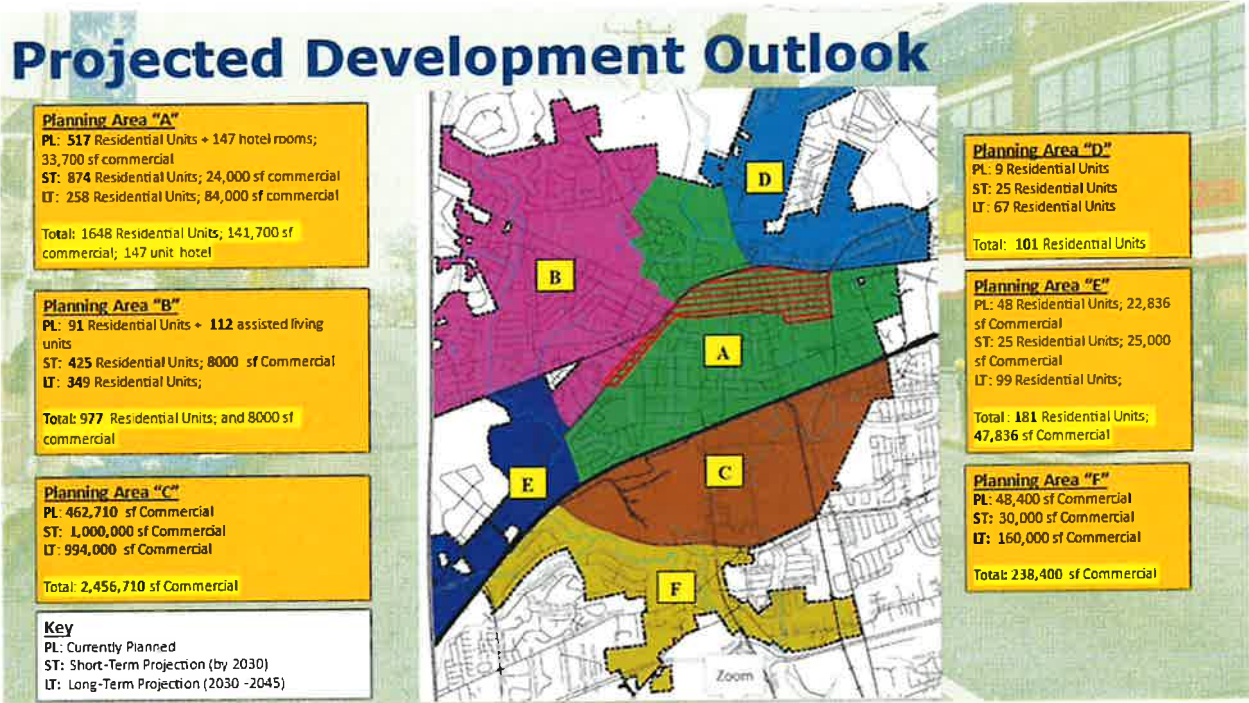 Projected Development Outlook
Planning Area "A"
PL: 517 Residential Units + 147 hotel rooms;
33,700 sf commercial
ST: 874 Residential Units; 24,000 sf commercial
LT: 258 Residential Units; 84,000 sf commercial
Total: 1648 Residential Units; 141,700 sf
commercial; 147 unit hotel
Planning Area "B"
PL: 91 Residential Units + 112 assisted living
units
ST: 425 Residential Units; 8000 sf Commercial
LT: 349 Residential Units;
Total: 977 Residential Units; and 8000 sf
commercial
Planning Area "C"
PL: 462,710 sf Commercial
ST: 1,000,000 sf Commercial
LT: 994,000 sf Commercial
Total: 2,456,710 sf Commercial
Key
PL: Currently Planned
ST: Short-Term Projection (by 2030)
LT: Long-Term Projection (2030 -2045)
D
B
A
C
E
F
Zoom
Planning Area "D"
PL: 9 Residential Units
ST: 25 Residential Units
LT: 67 Residential Units
Total: 101 Residential Units
Planning Area "E"
PL: 48 Residential Units; 22,836
sf Commercial
ST: 25 Residential Units; 25,000
sf Commercial
LT: 99 Residential Units;
Total: 181 Residential Units;
47,836 sf Commercial
Planning Area "F"
PL: 48,400 sf Commercial
ST: 30,000 sf Commercial
LT: 160,000 sf Commercial
Total: 238,400 sf Commercial